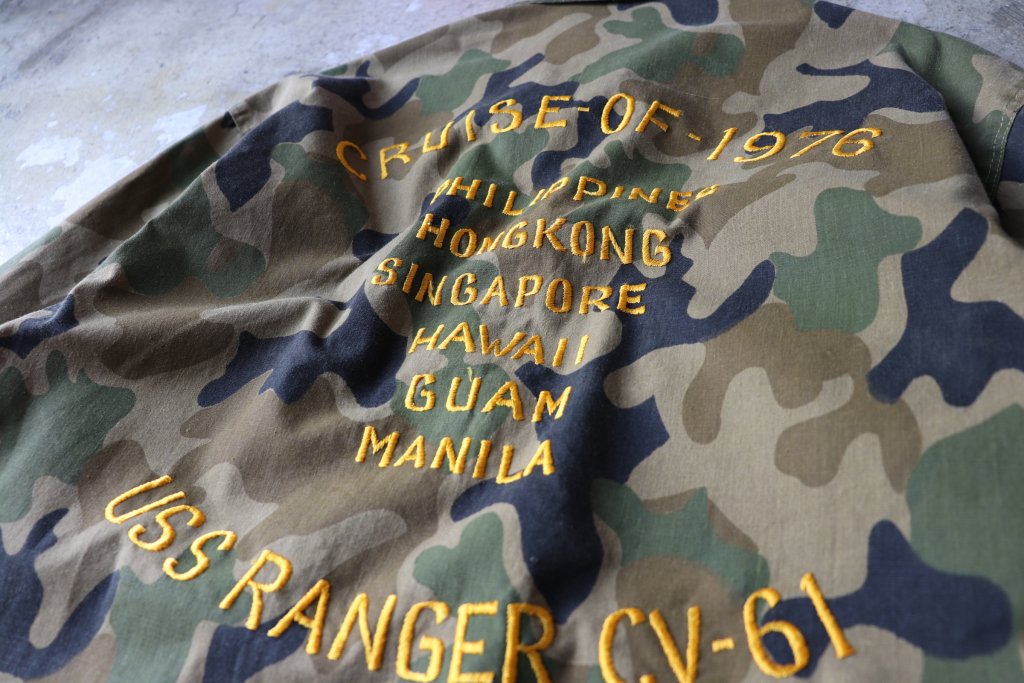 CRUISE-OF-1976
PHILIPPINES
HONGKONG
SINGAPORE
HAWAII
GUAM
MANILA
USS RANGER CV-61